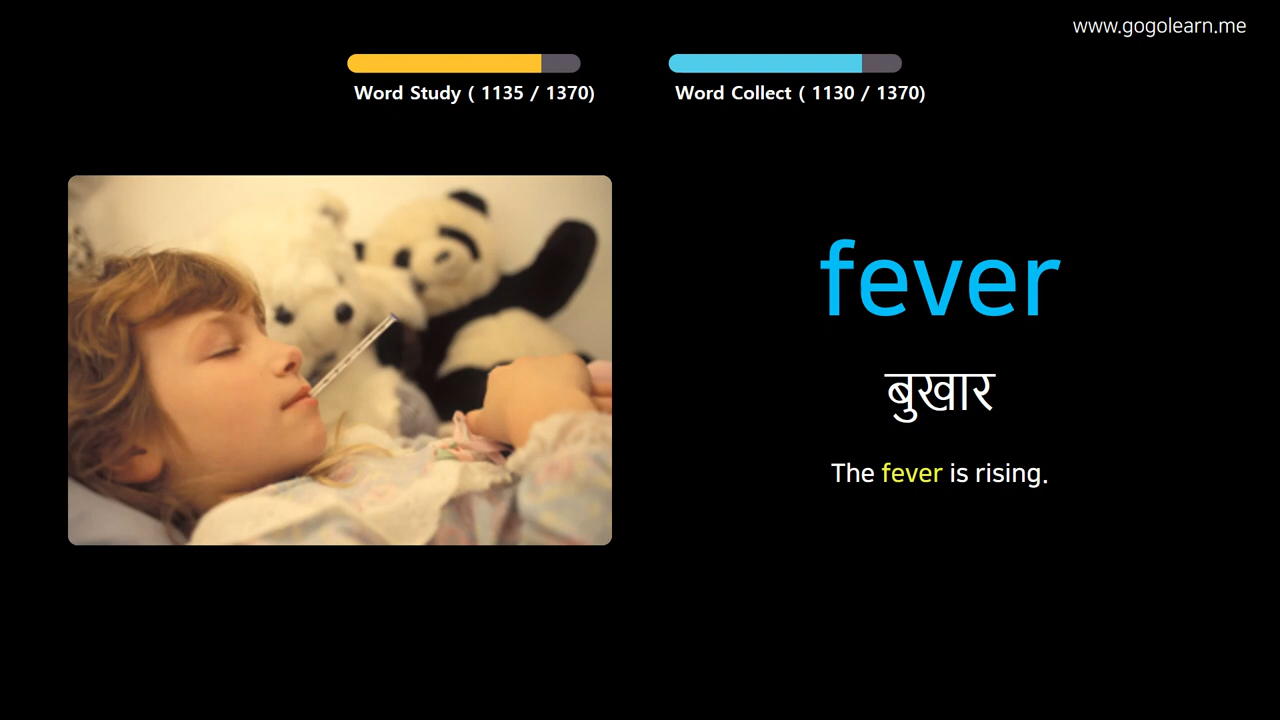 www.gogolearn.me
Word Study ( 1135 / 1370)
Word Collect ( 1130 / 1370)
fever
बुखार
The fever is rising.